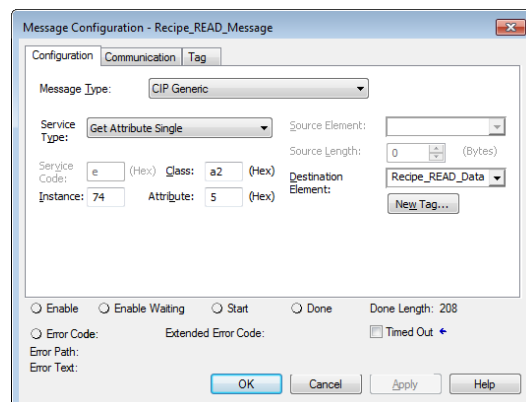 Message Configuration - Recipe_READ_Message
Configuration Communication Tag
Message Type: CIP Generic
Service Type: Get Attribute Single Source Element:
Source Length: 0 (Bytes)
Service Code: e (Hex) Class: a2 (Hex) Destination Element: Recipe_READ_Data
Instance: 74 Attribute: 5 (Hex) New Tag...
Enable Enable Waiting Start Done Done Length: 208
Error Code: Extended Error Code: Timed Out
Error Path:
Error Text:
OK Cancel Apply Help